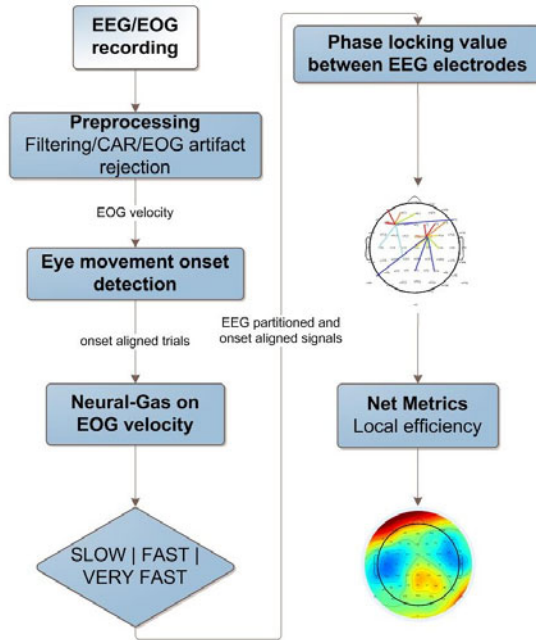 EEG/EOG
recording
Preprocessing
Filtering/CAR/EOG artifact
rejection
EOG velocity
Eye movement onset
detection
onset aligned trials
Neural-Gas on
EOG velocity
SLOW | FAST |
VERY FAST
EEG partitioned and
onset aligned signals
Phase locking value
between EEG electrodes
Net Metrics
Local efficiency